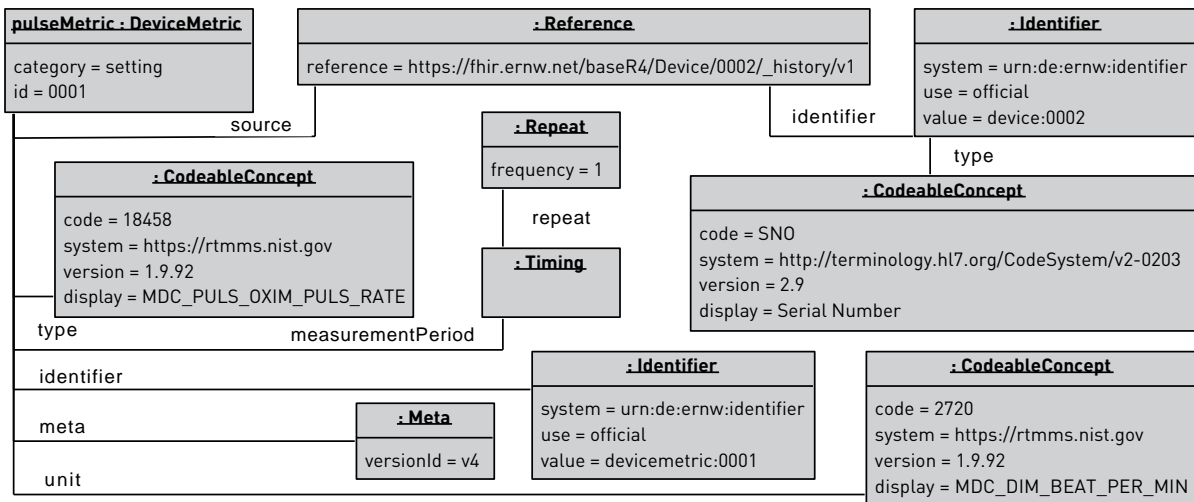 pulseMetric : DeviceMetric
category = setting
id = 0001
: Reference
reference = https://fhir.ernw.net/baseR4/Device/0002/_history/v1
: Identifier
system = urn:de:ernw:identifier
use = official
value = device:0002
source
identifier
type
: Repeat
frequency = 1
repeat
: CodeableConcept
code = 18458
system = https://rtmms.nist.gov
version = 1.9.92
display = MDC_PULS_OXIM_PULS_RATE
: CodeableConcept
code = SNO
system = http://terminology.hl7.org/CodeSystem/v2-0203
version = 2.9
display = Serial Number
: Timing
type
measurementPeriod
identifier
: Identifier
system = urn:de:ernw:identifier
use = official
value = devicemetric:0001
meta
: Meta
versionId = v4
unit
: CodeableConcept
code = 2720
system = https://rtmms.nist.gov
version = 1.9.92
display = MDC_DIM_BEAT_PER_MIN